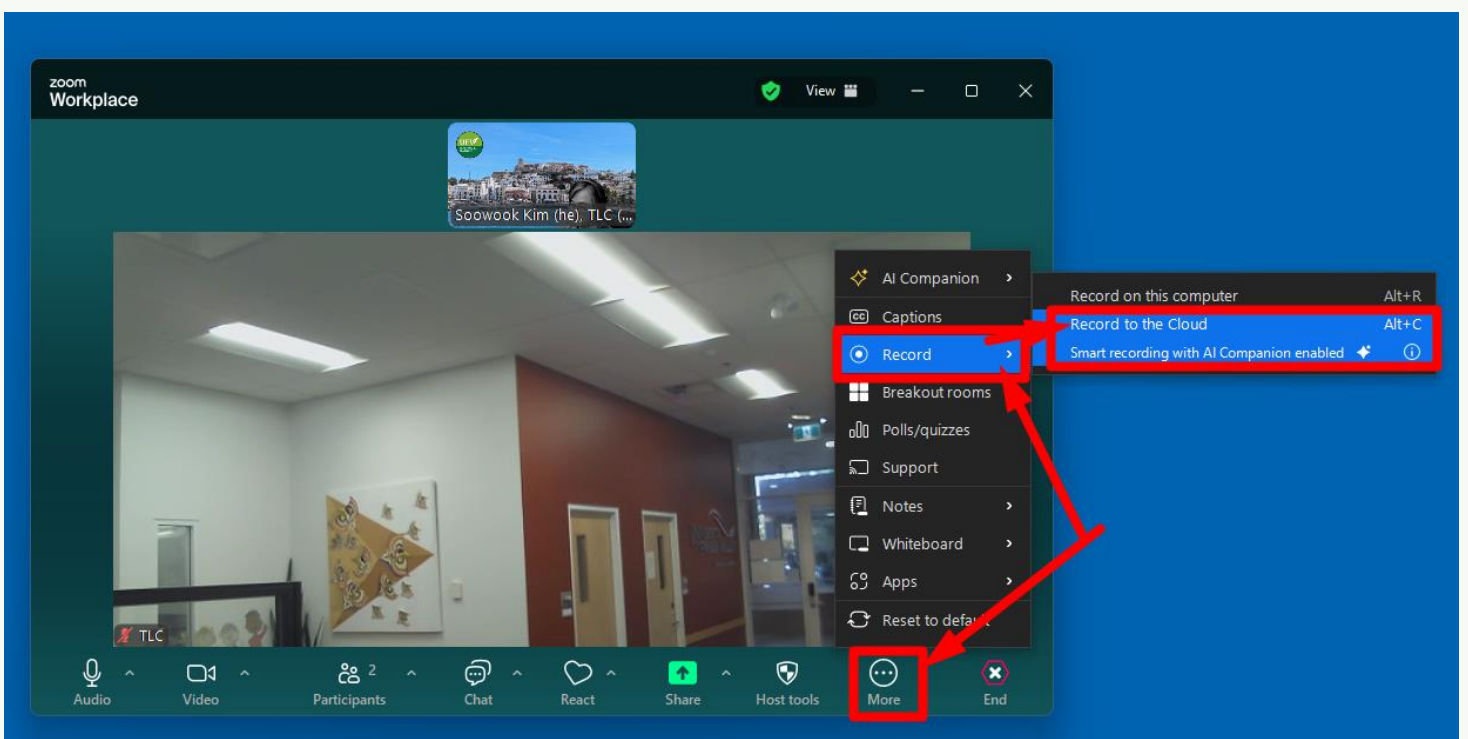 zoom
Workplace
View
Soowook Kim (he), TLC (...
AI Companion
Captions
Record
Breakout rooms
Polls/quizzes
Support
Notes
Whiteboard
Apps
Reset to default
Record on this computer Alt+R
Record to the Cloud Alt+C
Smart recording with AI Companion enabled
TLC
Audio
Video
Participants 2
Chat
React
Share
Host tools
More
End